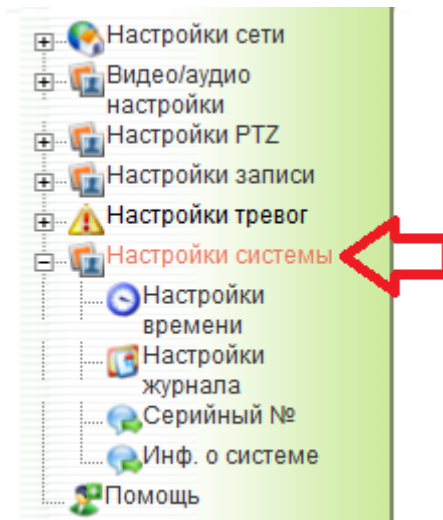 Настройки сети
Видео/аудио
настройки
Настройки PTZ
Настройки записи
Настройки тревог
Настройки системы
Настройки
времени
Настройки
журнала
Серийный №
Инф. о системе
Помощь